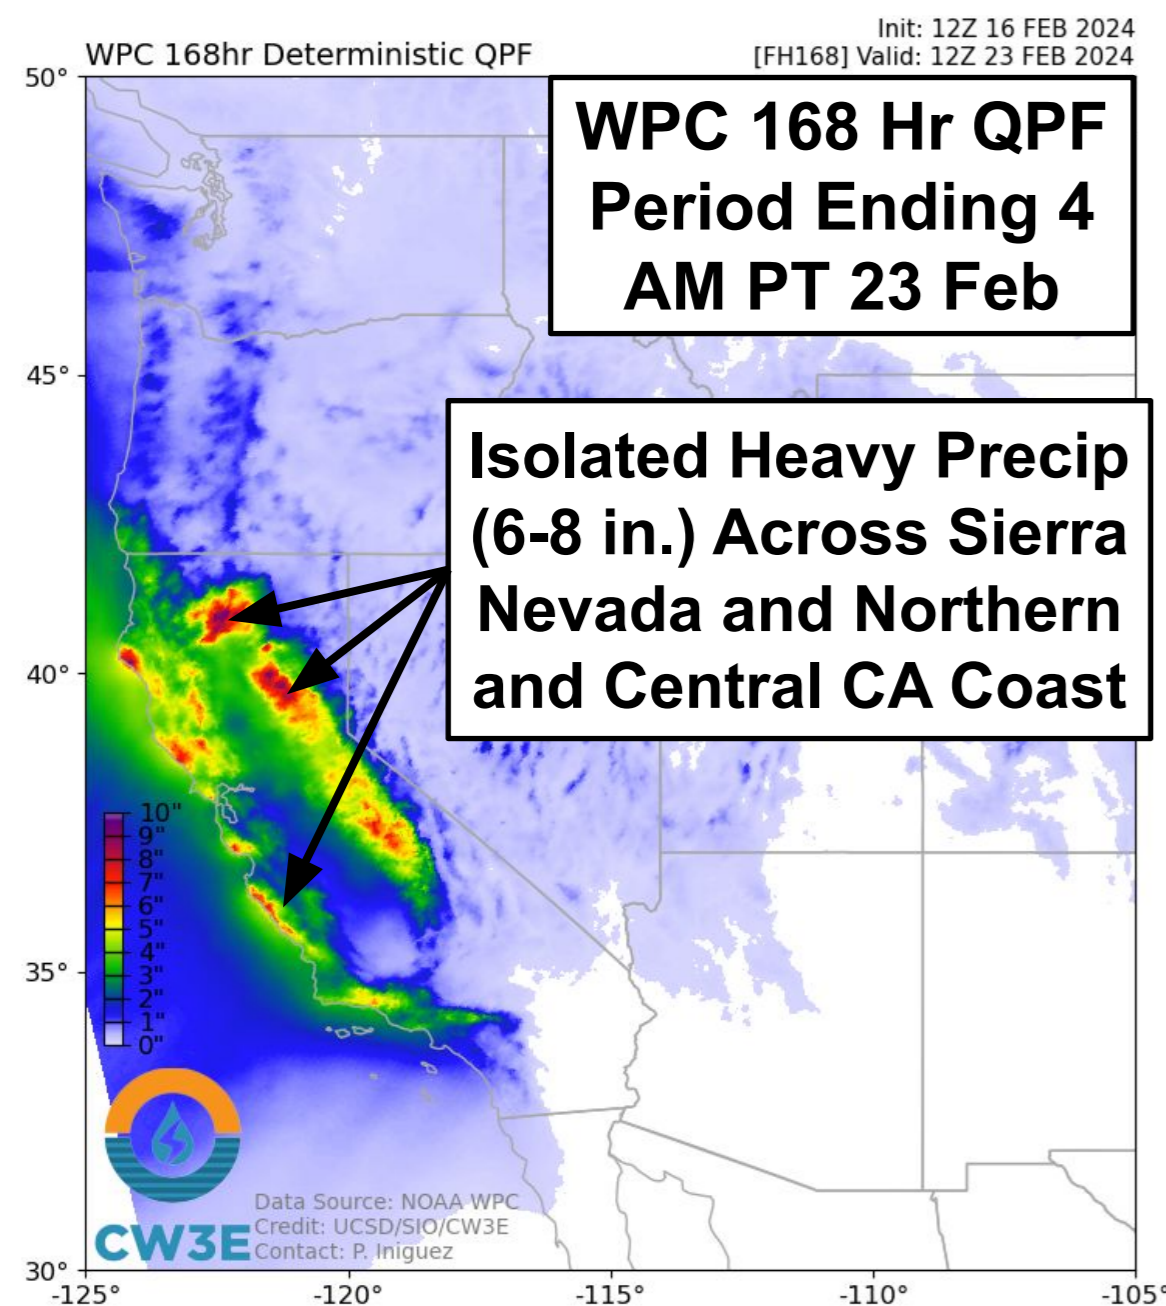 Init: 12Z 16 FEB 2024
WPC 168hr Deterministic QPF
[FH168] Valid: 12Z 23 FEB 2024
50°
WPC 168 Hr QPF
Period Ending 4
AM PT 23 Feb
45°
Isolated Heavy Precip
(6-8 in.) Across Sierra
Nevada and Northern
and Central CA Coast
40°
10"
9"
8"
7"
6"
5"
4"
3"
2"
1"
0"
35°
Data Source: NOAA WPC
Credit: UCSD/SIO/CW3E
Contact: P. Iniguez
CW3E
30°
-125°
-120°
-115°
-110°
-105°